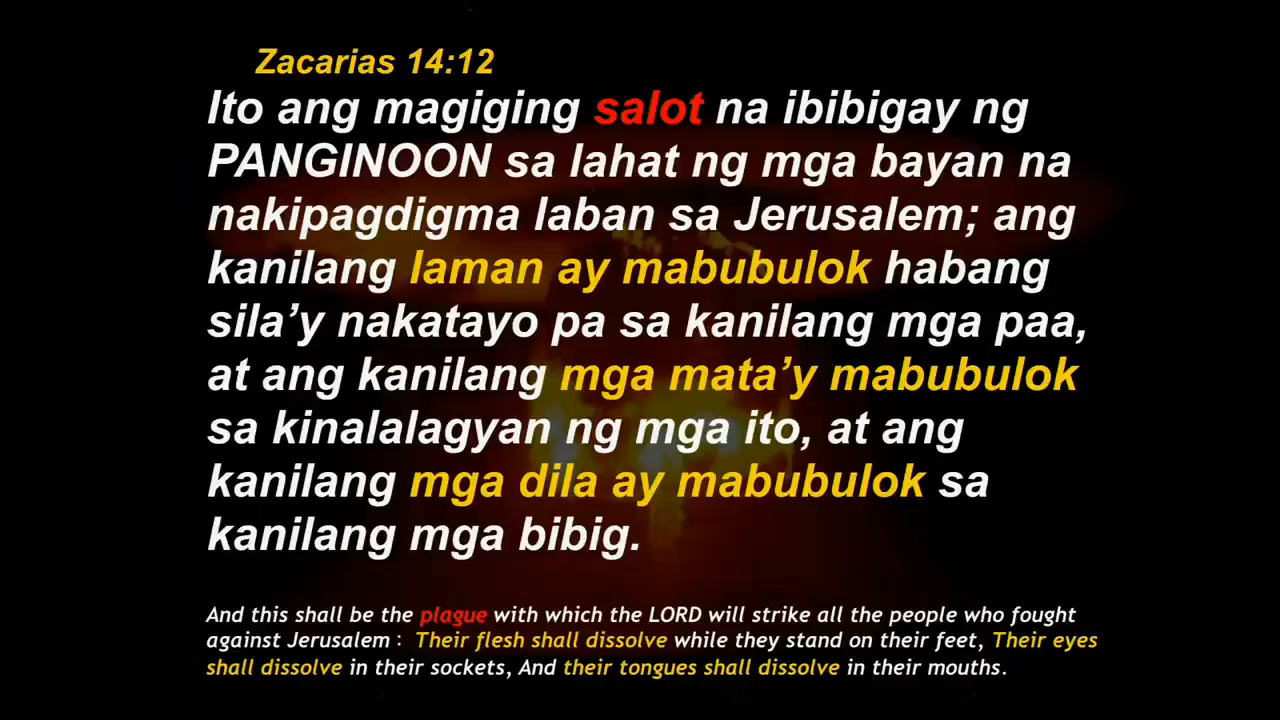 Zacarias 14:12
Ito ang magiging salot na ibibigay ng
PANGINOON sa lahat ng mga bayan na
nakipagdigma laban sa Jerusalem; ang
kanilang laman ay mabubulok habang
sila’y nakatayo pa sa kanilang mga paa,
at ang kanilang mga mata’y mabubulok
sa kinalalagyan ng mga ito, at ang
kanilang mga dila ay mabubulok sa
kanilang mga bibig.
And this shall be the plague with which the LORD will strike all the people who fought
against Jerusalem : Their flesh shall dissolve while they stand on their feet, Their eyes
shall dissolve in their sockets, And their tongues shall dissolve in their mouths.